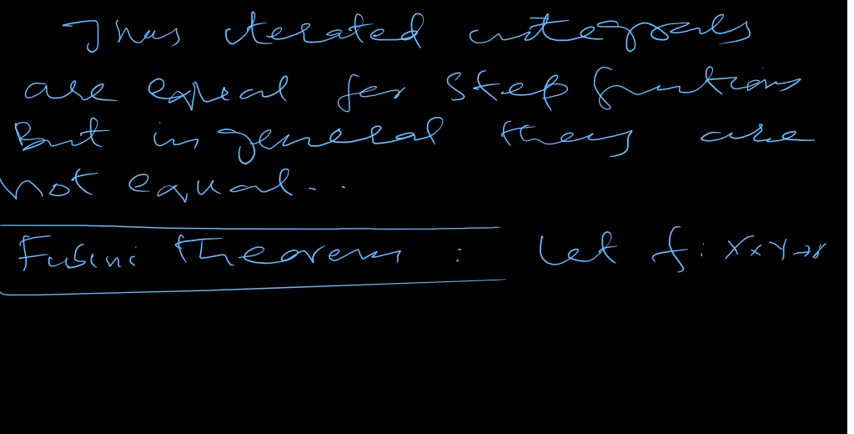 Thus iterated integrals
are equal for step functions
But in general they are
not equal...
Fubini theorem : Let f : X x Y →